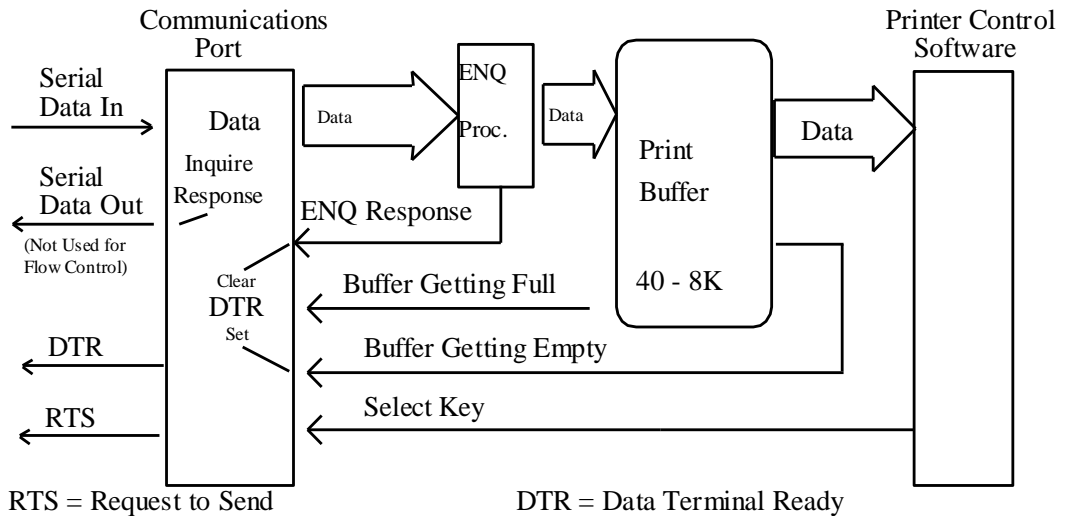 Communications
Port
Printer Control
Software
Serial
Data In
Data
Data
ENQ
Proc.
Data
Print
Buffer
Data
Inquire
Response
Serial
Data Out
(Not Used for
Flow Control)
ENQ Response
Clear
DTR
Set
Buffer Getting Full
40 - 8K
DTR
Buffer Getting Empty
RTS
Select Key
RTS = Request to Send
DTR = Data Terminal Ready